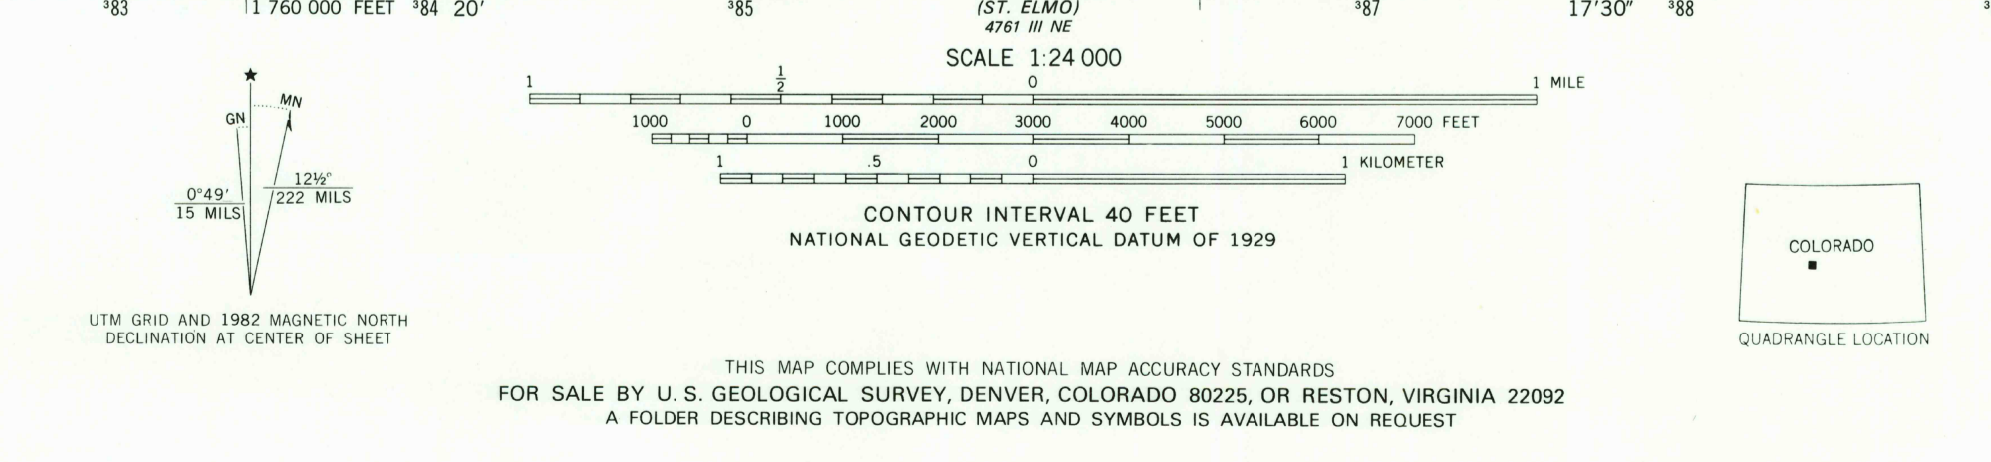 ³83 1 760 000 FEET ³84 20' ³85 (ST. ELMO) ³87 17'30" ³88 3
4761 III NE
SCALE 1:24 000
1 ½ 0 1 MILE
1000 0 1000 2000 3000 4000 5000 6000 7000 FEET
1 .5 0 1 KILOMETER
CONTOUR INTERVAL 40 FEET
NATIONAL GEODETIC VERTICAL DATUM OF 1929
★
MN
GN
12½°
222 MILS
0°49'
15 MILS
UTM GRID AND 1982 MAGNETIC NORTH
DECLINATION AT CENTER OF SHEET
COLORADO
QUADRANGLE LOCATION
THIS MAP COMPLIES WITH NATIONAL MAP ACCURACY STANDARDS
FOR SALE BY U. S. GEOLOGICAL SURVEY, DENVER, COLORADO 80225, OR RESTON, VIRGINIA 22092
A FOLDER DESCRIBING TOPOGRAPHIC MAPS AND SYMBOLS IS AVAILABLE ON REQUEST